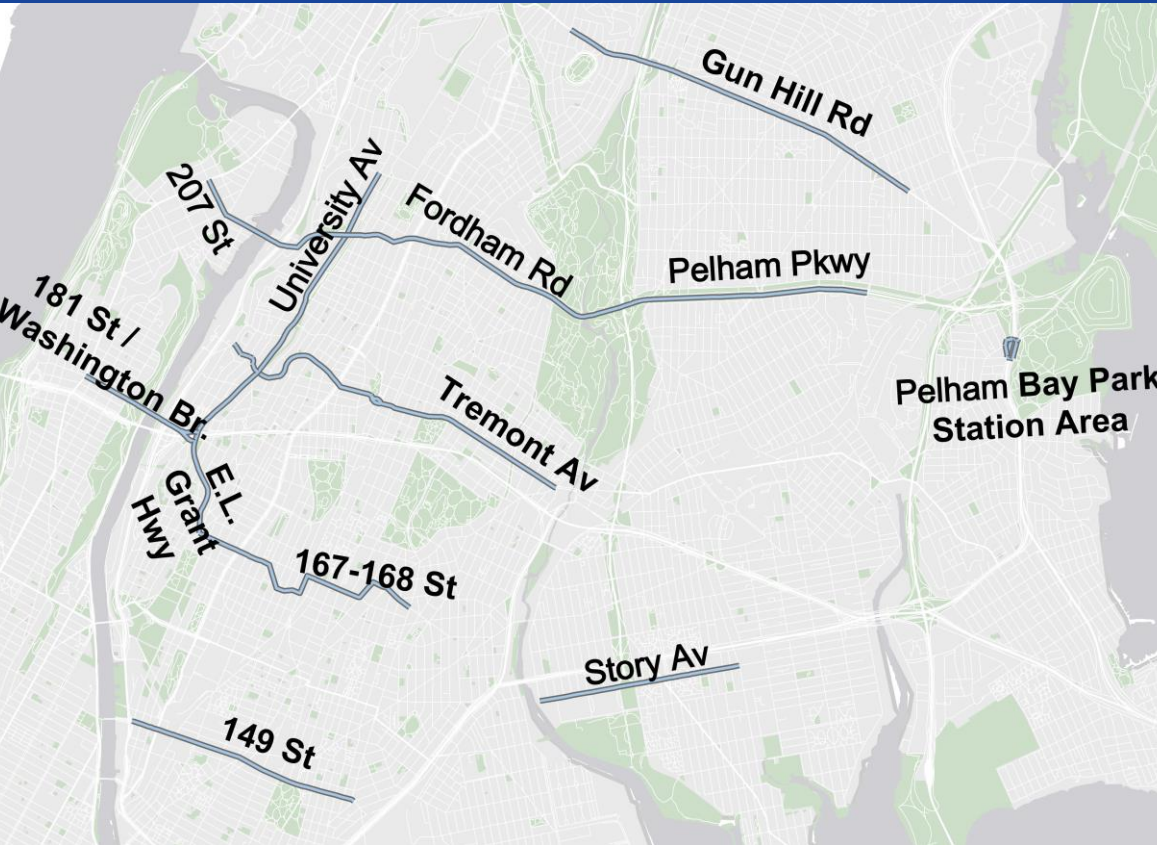 Gun Hill Rd
207 St
University Av
Fordham Rd
Pelham Pkwy
181 St /
Washington Br.
Pelham Bay Park
Station Area
Tremont Av
E.L.
Grant
Hwy
167-168 St
Story Av
149 St